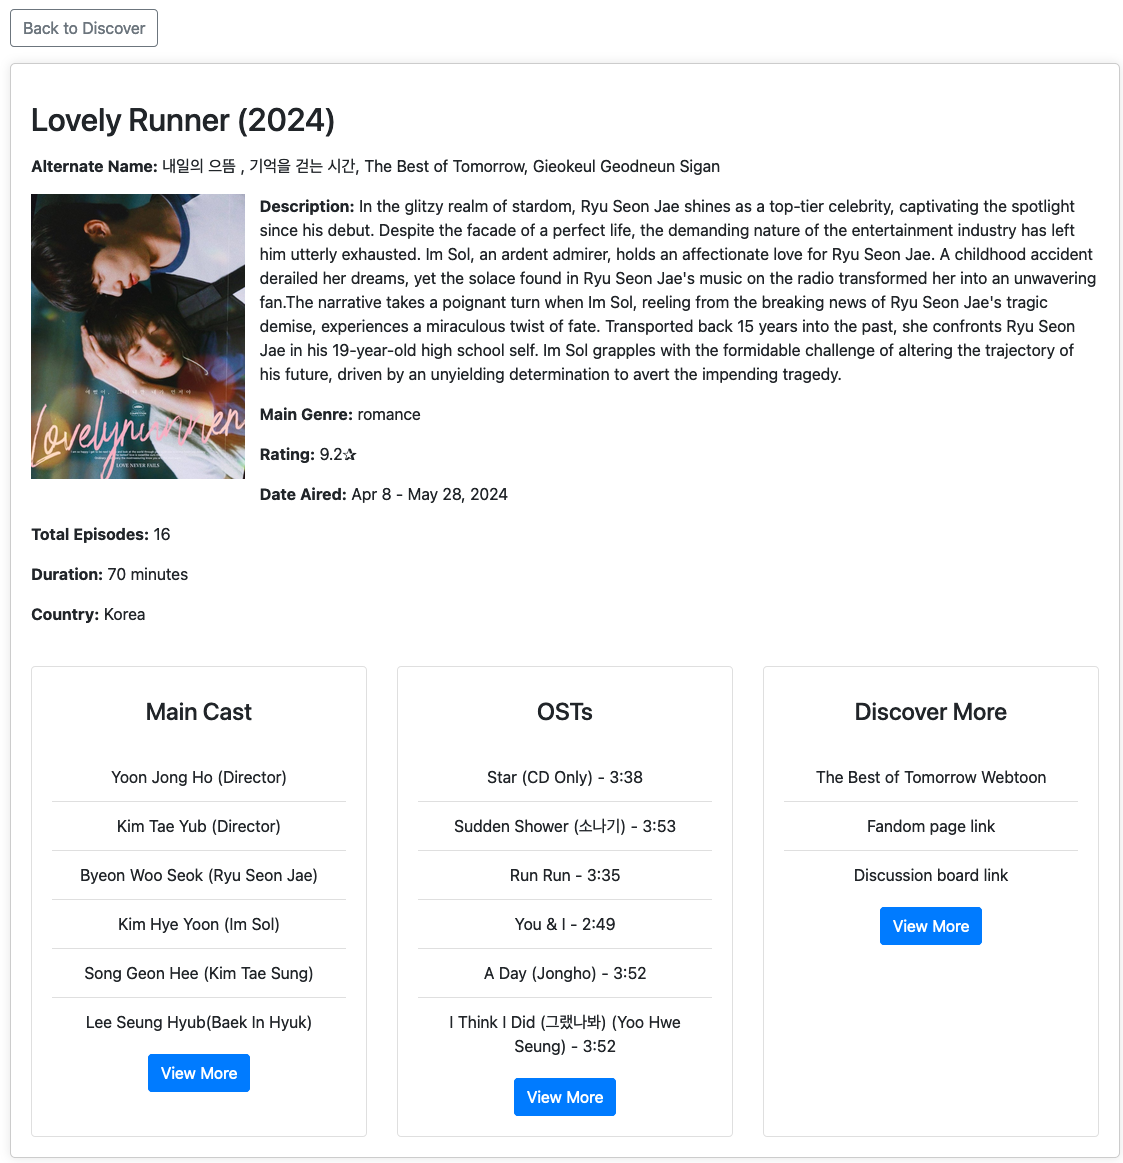 Back to Discover
Lovely Runner (2024)
Alternate Name: 내일의 으뜸 , 기억을 걷는 시간, The Best of Tomorrow, Gieokeul Geodneun Sigan
Lovelyrunner
LOVE NEVER FAILS
Description: In the glitzy realm of stardom, Ryu Seon Jae shines as a top-tier celebrity, captivating the spotlight
since his debut. Despite the facade of a perfect life, the demanding nature of the entertainment industry has left
him utterly exhausted. Im Sol, an ardent admirer, holds an affectionate love for Ryu Seon Jae. A childhood accident
derailed her dreams, yet the solace found in Ryu Seon Jae's music on the radio transformed her into an unwavering
fan.The narrative takes a poignant turn when Im Sol, reeling from the breaking news of Ryu Seon Jae's tragic
demise, experiences a miraculous twist of fate. Transported back 15 years into the past, she confronts Ryu Seon
Jae in his 19-year-old high school self. Im Sol grapples with the formidable challenge of altering the trajectory of
his future, driven by an unyielding determination to avert the impending tragedy.
Main Genre: romance
Rating: 9.2✰
Date Aired: Apr 8 - May 28, 2024
Total Episodes: 16
Duration: 70 minutes
Country: Korea
Main Cast
Yoon Jong Ho (Director)
Kim Tae Yub (Director)
Byeon Woo Seok (Ryu Seon Jae)
Kim Hye Yoon (Im Sol)
Song Geon Hee (Kim Tae Sung)
Lee Seung Hyub(Baek In Hyuk)
View More
OSTs
Star (CD Only) - 3:38
Sudden Shower (소나기) - 3:53
Run Run - 3:35
You & I - 2:49
A Day (Jongho) - 3:52
I Think I Did (그랬나봐) (Yoo Hwe
Seung) - 3:52
View More
Discover More
The Best of Tomorrow Webtoon
Fandom page link
Discussion board link
View More